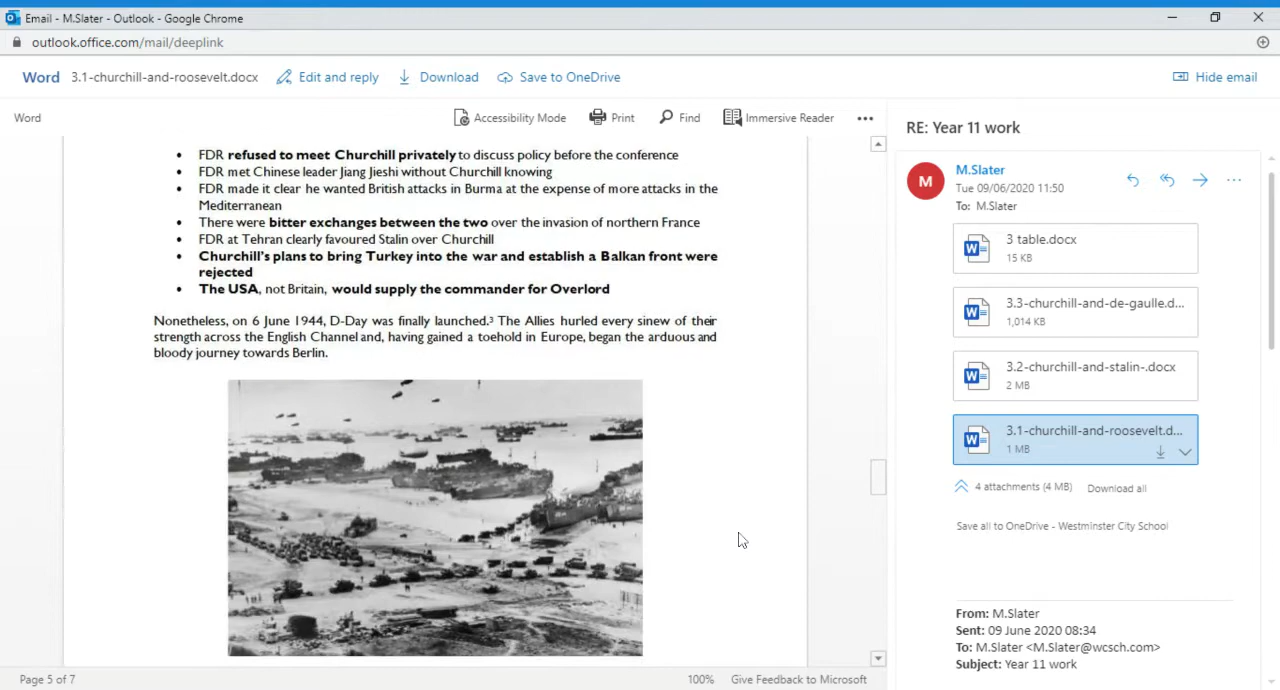 Email - M.Slater - Outlook - Google Chrome
outlook.office.com/mail/deeplink
Word 3.1-churchill-and-roosevelt.docx Edit and reply Download Save to OneDrive Hide email
Word Accessibility Mode Print Find Immersive Reader
• FDR refused to meet Churchill privately to discuss policy before the conference
• FDR met Chinese leader Jiang Jieshi without Churchill knowing
• FDR made it clear he wanted British attacks in Burma at the expense of more attacks in the
Mediterranean
• There were bitter exchanges between the two over the invasion of northern France
• FDR at Tehran clearly favoured Stalin over Churchill
• Churchill's plans to bring Turkey into the war and establish a Balkan front were
rejected
• The USA, not Britain, would supply the commander for Overlord
Nonetheless, on 6 June 1944, D-Day was finally launched.³ The Allies hurled every sinew of their
strength across the English Channel and, having gained a toehold in Europe, began the arduous and
bloody journey towards Berlin.
Page 5 of 7 100% Give Feedback to Microsoft
RE: Year 11 work
M
M.Slater
Tue 09/06/2020 11:50
To: M.Slater
3 table.docx
15 KB
3.3-churchill-and-de-gaulle.d...
1,014 KB
3.2-churchill-and-stalin-.docx
2 MB
3.1-churchill-and-roosevelt.d...
1 MB
4 attachments (4 MB) Download all
Save all to OneDrive - Westminster City School
From: M.Slater
Sent: 09 June 2020 08:34
To: M.Slater <M.Slater@wcsch.com>
Subject: Year 11 work